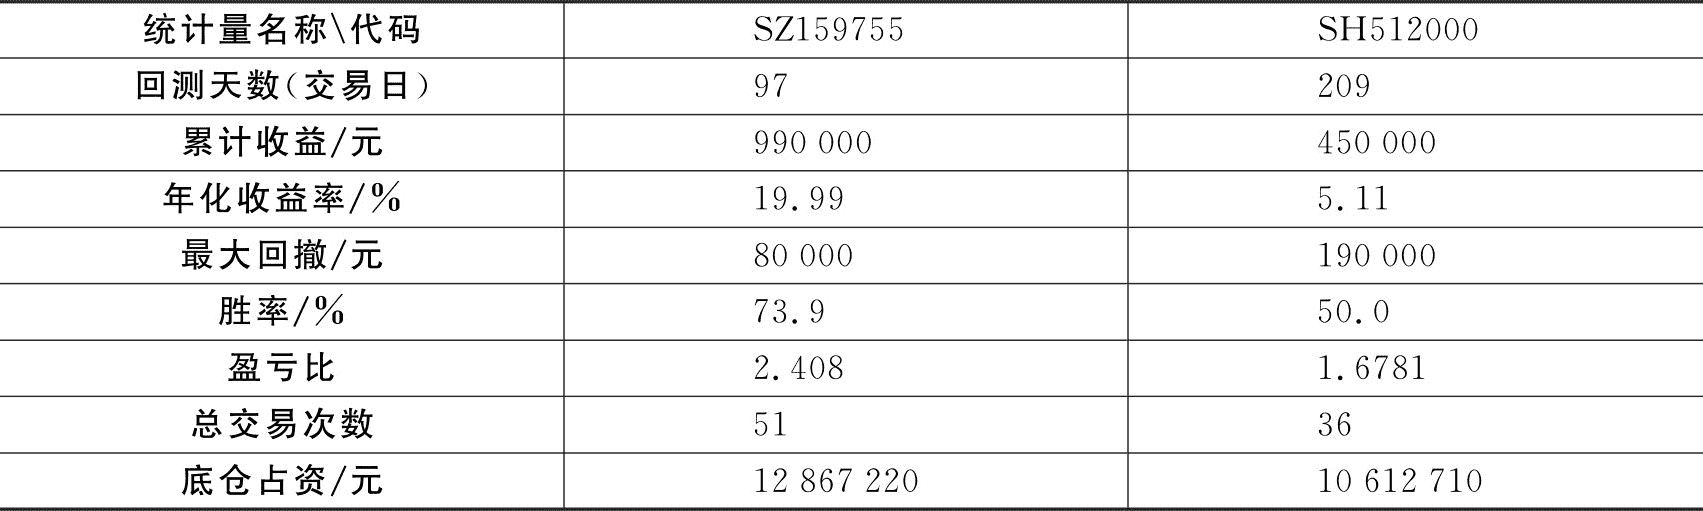 统计量名称\代码 SZ159755 SH512000
回测天数(交易日) 97 209
累计收益/元 990 000 450 000
年化收益率/% 19.99 5.11
最大回撤/元 80 000 190 000
胜率/% 73.9 50.0
盈亏比 2.408 1.6781
总交易次数 51 36
底仓占资/元 12 867 220 10 612 710